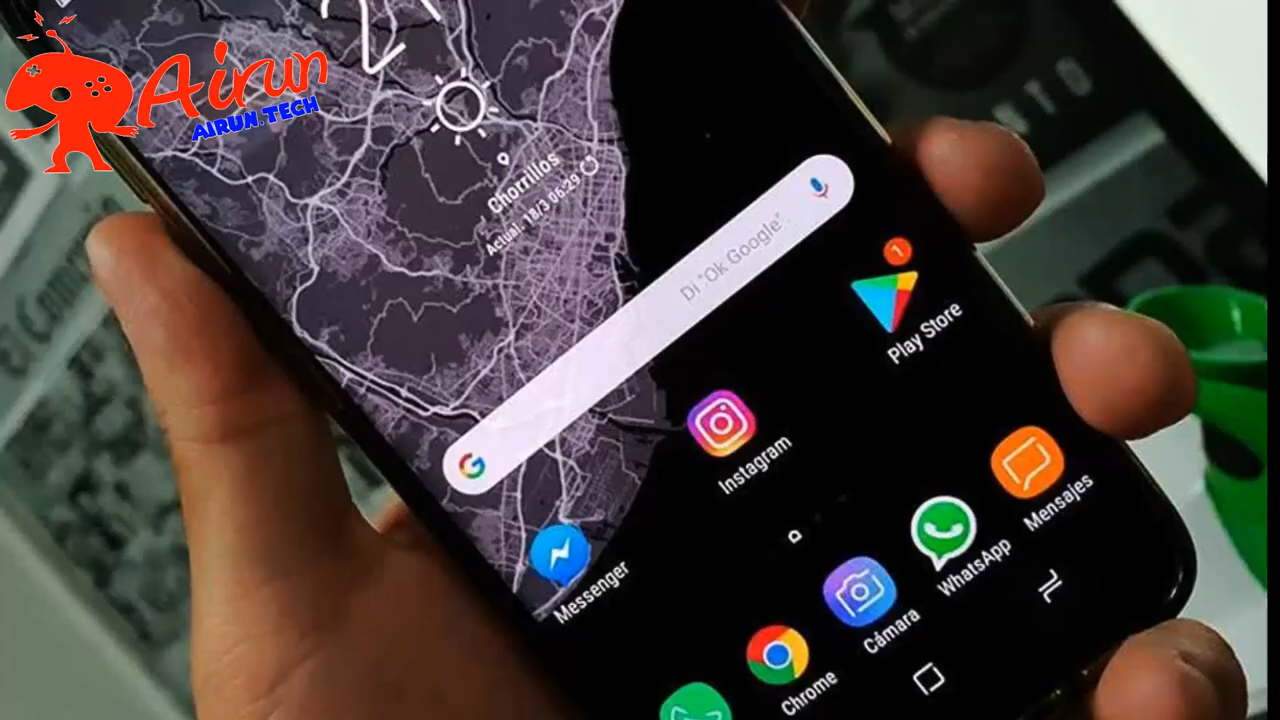 Airun
AIRUN.TECH
2
Chorrillos
Actual. 18/3 06:29
Di "Ok Google".
1
Play Store
Instagram
Messenger
Mensajes
WhatsApp
Cámara
Chrome